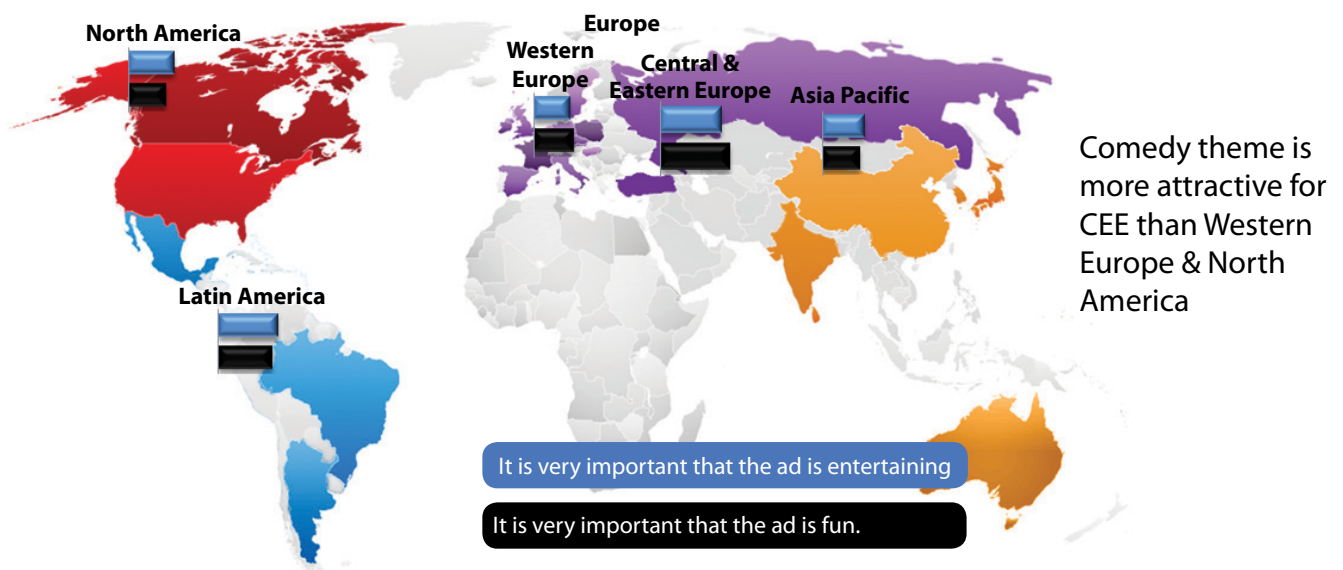 Europe
North America
Western
Europe
Central &
Eastern Europe
Asia Pacific
Comedy theme is
more attractive for
CEE than Western
Europe & North
America
Latin America
It is very important that the ad is entertaining
It is very important that the ad is fun.